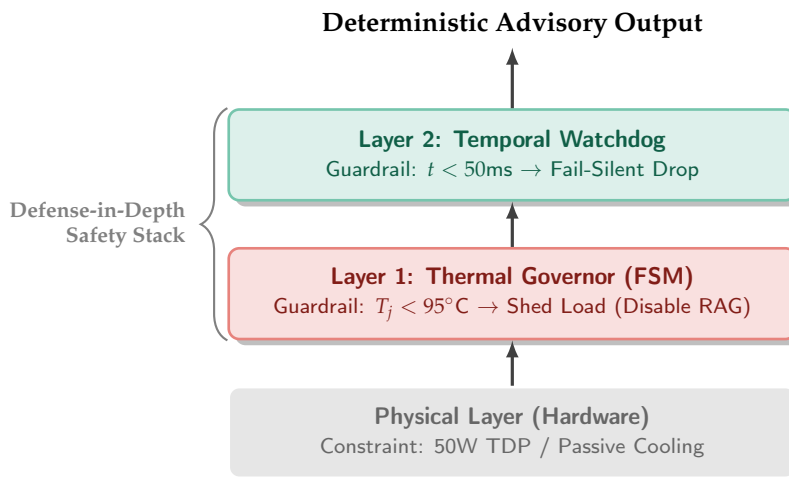 Deterministic Advisory Output
Layer 2: Temporal Watchdog
Guardrail: t < 50ms → Fail-Silent Drop
Defense-in-Depth
Safety Stack
Layer 1: Thermal Governor (FSM)
Guardrail: T_j < 95°C → Shed Load (Disable RAG)
Physical Layer (Hardware)
Constraint: 50W TDP / Passive Cooling